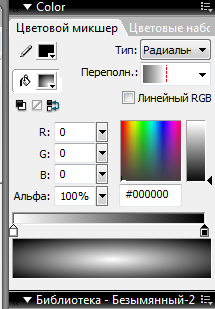 Color
Цветовой микшер Цветовые набо
Тип: Радиальн
Переполн.:
Линейный RGB
R: 0
G: 0
B: 0
Альфа: 100% #000000
Библиотека - Безымянный-2